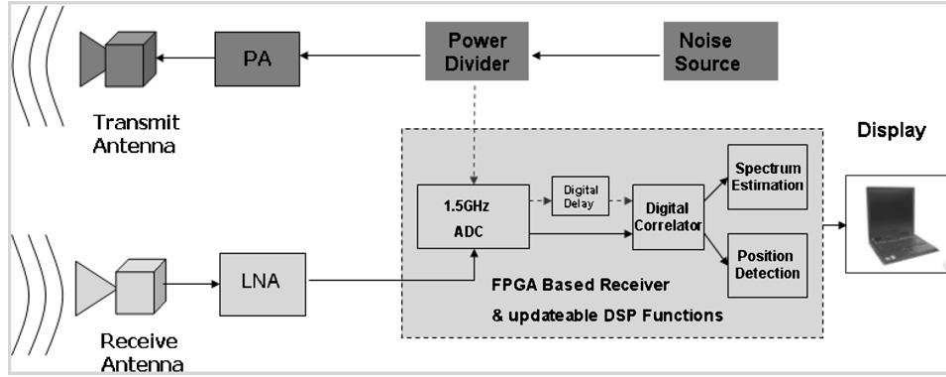 PA
Power
Divider
Noise
Source
Transmit
Antenna
Display
1.5GHz
ADC
Digital
Delay
Digital
Correlator
Spectrum
Estimation
Position
Detection
LNA
FPGA Based Receiver
& updateable DSP Functions
Receive
Antenna